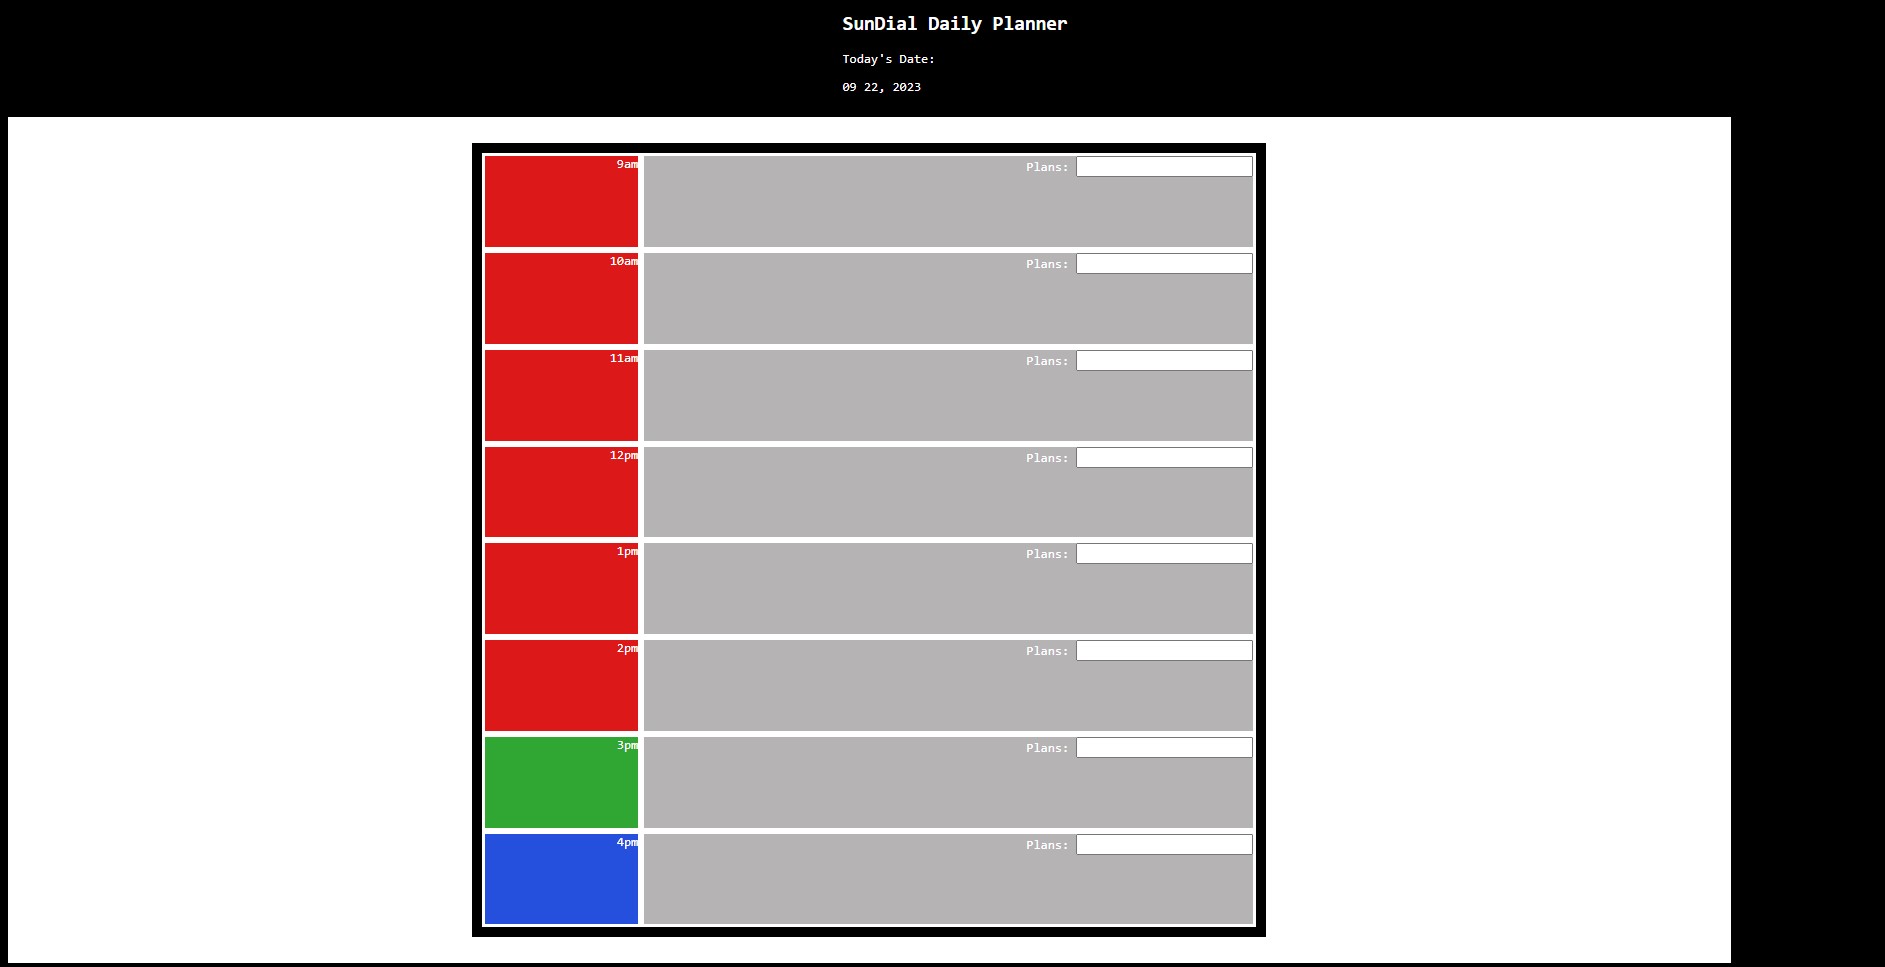 SunDial Daily Planner
Today's Date:
09 22, 2023
9am Plans:
10am Plans:
11am Plans:
12pm Plans:
1pm Plans:
2pm Plans:
3pm Plans:
4pm Plans: